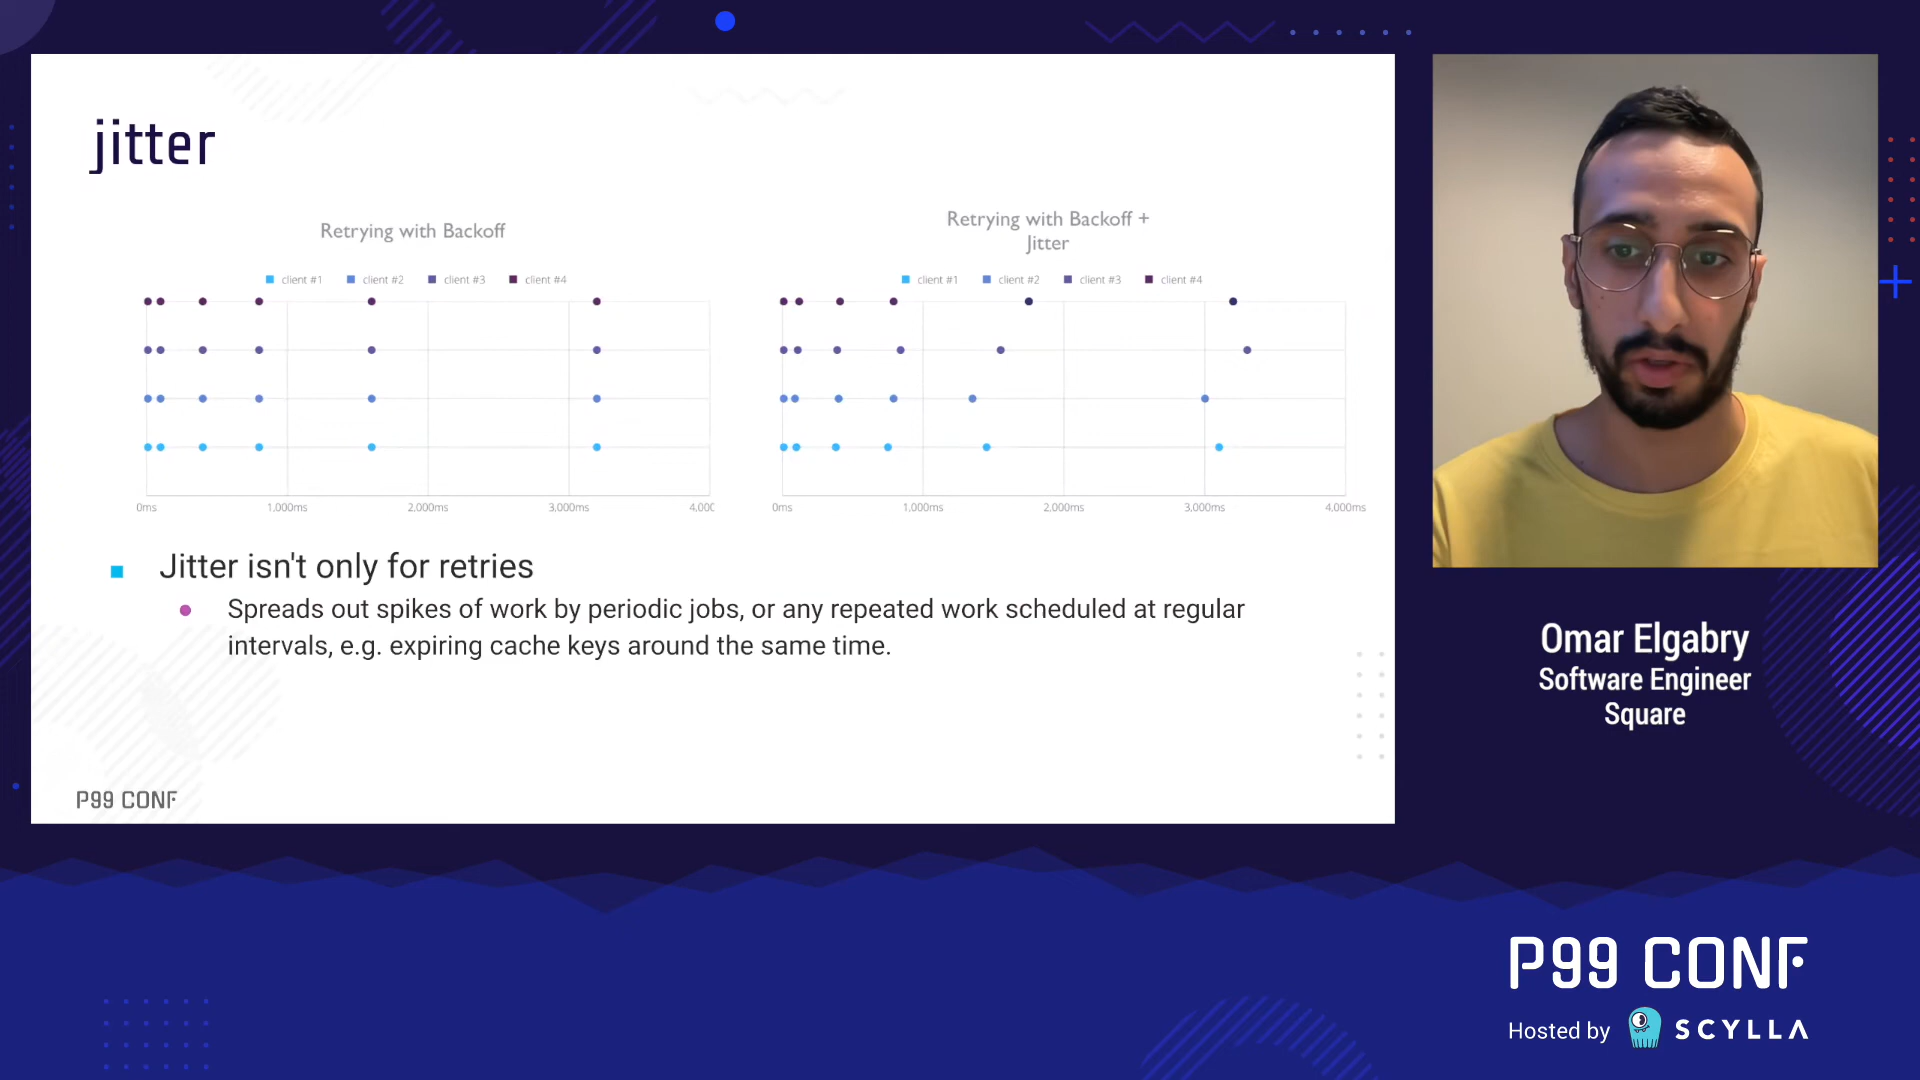 jitter
Retrying with Backoff
client #1 client #2 client #3 client #4
0ms 1,000ms 2,000ms 3,000ms 4,00
Retrying with Backoff +
Jitter
client #1 client #2 client #3 client #4
0ms 1,000ms 2,000ms 3,000ms 4,000ms
Jitter isn't only for retries
Spreads out spikes of work by periodic jobs, or any repeated work scheduled at regular
intervals, e.g. expiring cache keys around the same time.
P99 CONF
Omar Elgabry
Software Engineer
Square
P99 CONF
Hosted by SCYLLA